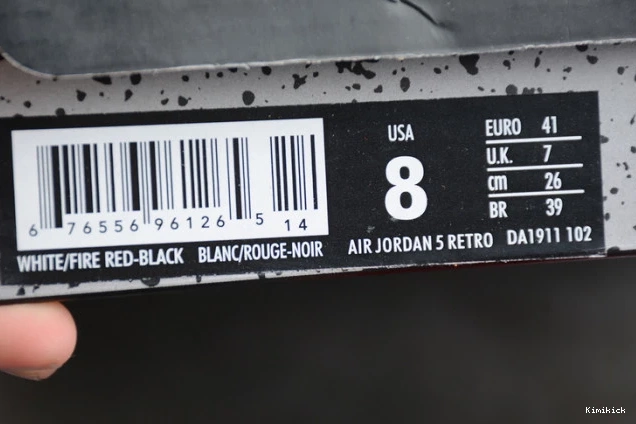 USA
8
EURO 41
U.K. 7
cm 26
BR 39
6 76556 96126 5 14
WHITE/FIRE RED-BLACK BLANC/ROUGE-NOIR
AIR JORDAN 5 RETRO DA1911 102
Kimikick